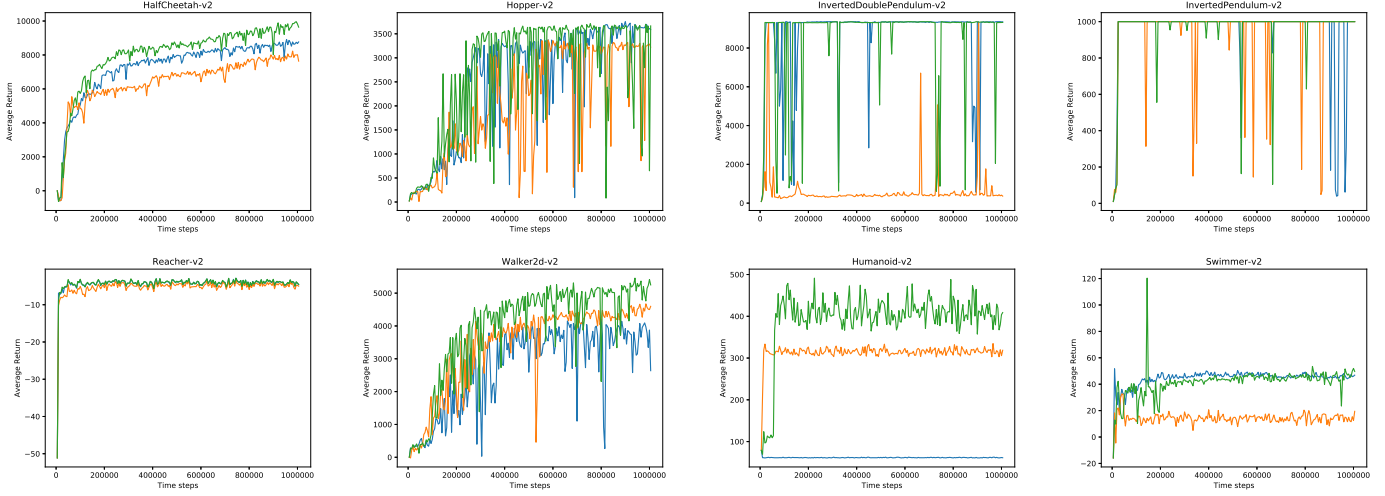 HalfCheetah-v2
10000
8000
6000
4000
2000
0
Average Return
0 200000 400000 600000 800000 1000000
Time steps
Hopper-v2
3500
3000
2500
2000
1500
1000
500
0
Average Return
0 200000 400000 600000 800000 1000000
Time steps
InvertedDoublePendulum-v2
8000
6000
4000
2000
0
Average Return
0 200000 400000 600000 800000 1000000
Time steps
InvertedPendulum-v2
1000
800
600
400
200
0
Average Return
0 200000 400000 600000 800000 1000000
Time steps
Reacher-v2
−10
−20
−30
−40
−50
Average Return
0 200000 400000 600000 800000 1000000
Time steps
Walker2d-v2
5000
4000
3000
2000
1000
0
Average Return
0 200000 400000 600000 800000 1000000
Time steps
Humanoid-v2
500
400
300
200
100
Average Return
0 200000 400000 600000 800000 1000000
Time steps
Swimmer-v2
120
100
80
60
40
20
0
−20
Average Return
0 200000 400000 600000 800000 1000000
Time steps